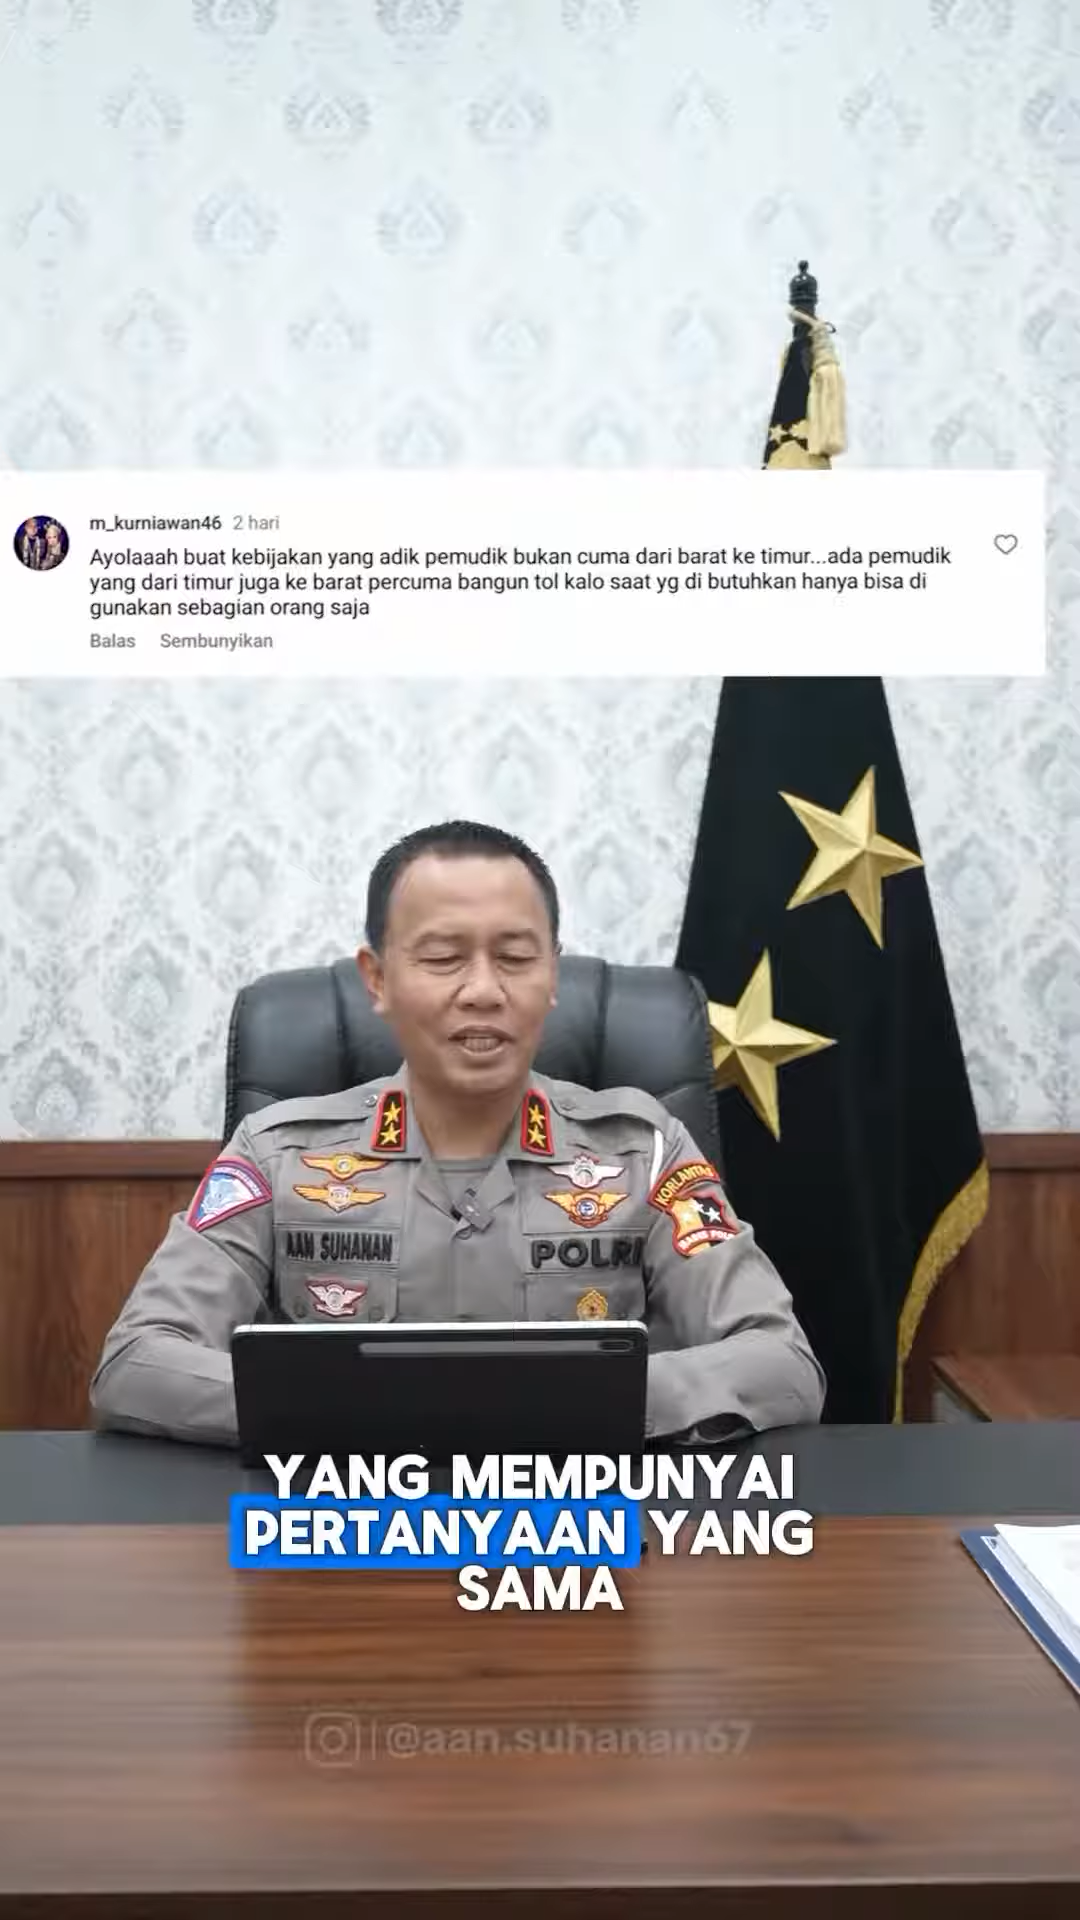 m_kurniawan46 2 hari
Ayolaaah buat kebijakan yang adik pemudik bukan cuma dari barat ke timur...ada pemudik
yang dari timur juga ke barat percuma bangun tol kalo saat yg di butuhkan hanya bisa di
gunakan sebagian orang saja
Balas Sembunyikan
KORLANTAS
AAN SUHANAN
POLRI
YANG MEMPUNYAI
PERTANYAAN YANG
SAMA
@aan.suhanan67